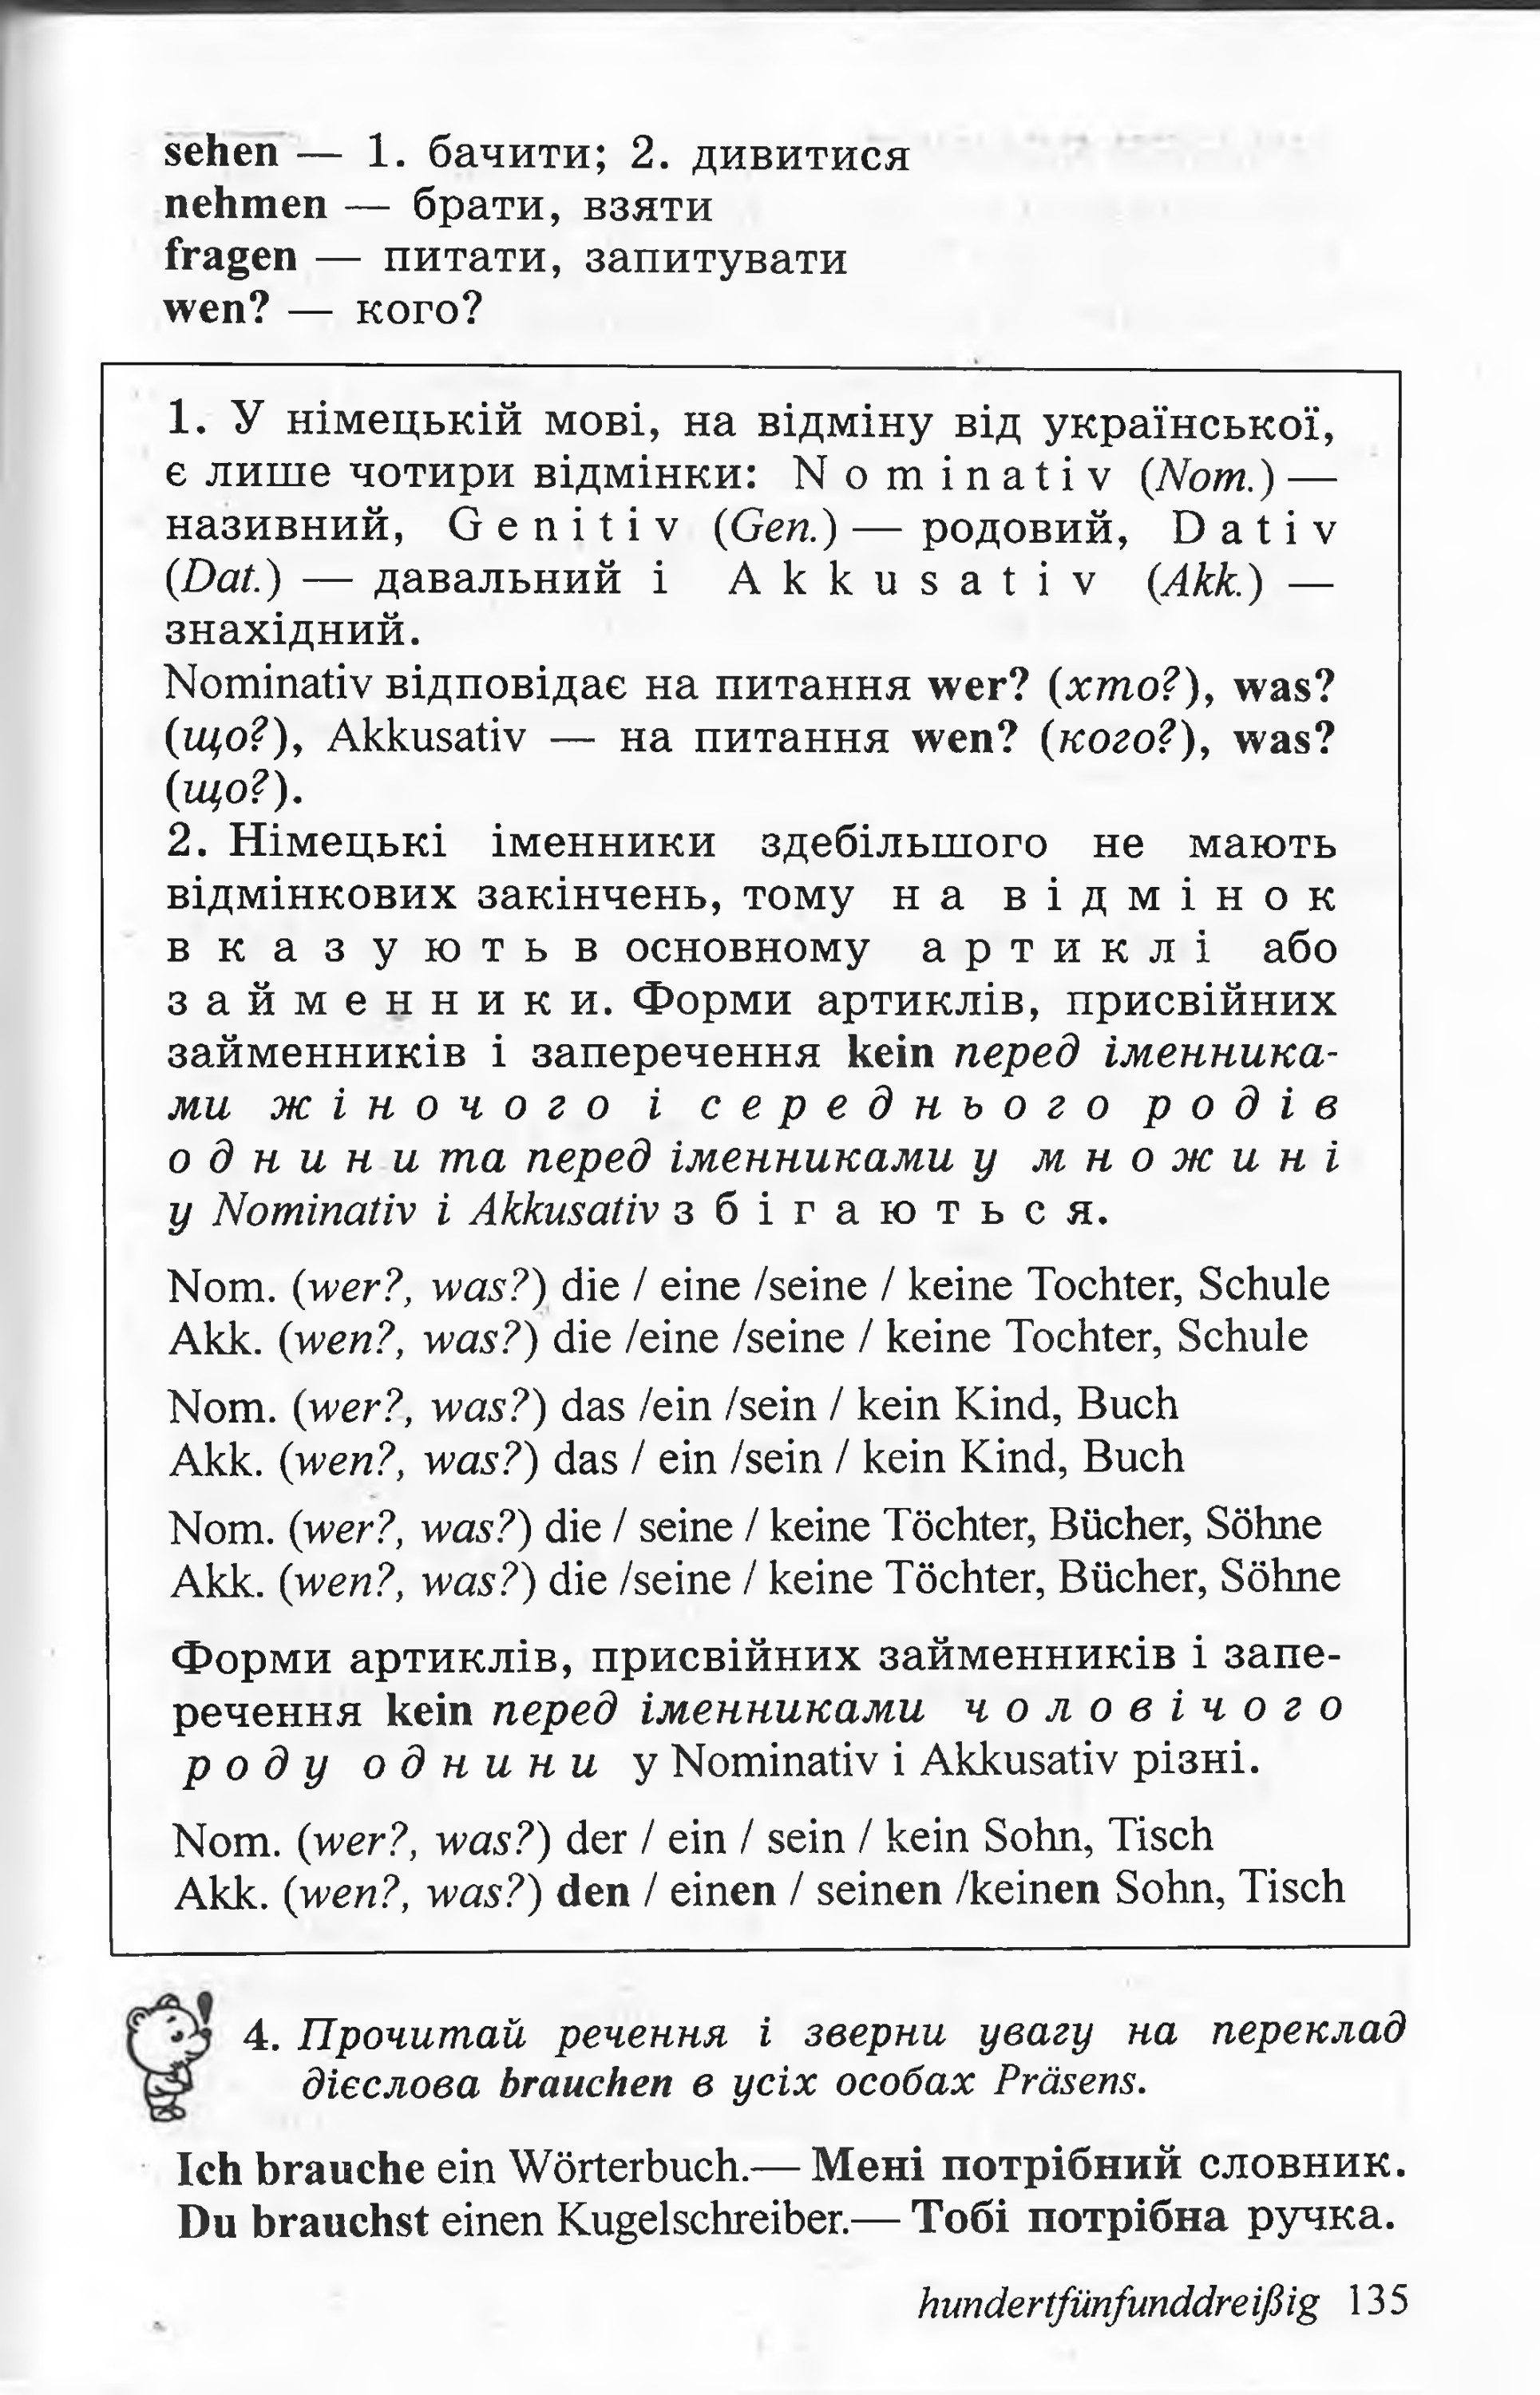 sehen — 1. бачити; 2. дивитися
nehmen — брати, взяти
fragen — питати, запитувати
wen? — кого?
1. У німецькій мові, на відміну від української,
є лише чотири відмінки: Nominativ (Nom.) —
називний, Genitiv (Gen.) — родовий, Dativ
(Dat.) — давальний і Akkusativ (Akk.) —
знахідний.
Nominativ відповідає на питання wer? (хто?), was?
(що?), Akkusativ — на питання wen? (кого?), was?
(що?).
2. Німецькі іменники здебільшого не мають
відмінкових закінчень, тому на відмінок
вказують в основному артиклі або
займенники. Форми артиклів, присвійних
займенників і заперечення kein перед іменника-
ми жіночого і середнього родів
однини та перед іменниками у множині
у Nominativ і Akkusativ збігаються.
Nom. (wer?, was?) die / eine /seine / keine Tochter, Schule
Akk. (wen?, was?) die /eine /seine / keine Tochter, Schule
Nom. (wer?, was?) das /ein /sein / kein Kind, Buch
Akk. (wen?, was?) das / ein /sein / kein Kind, Buch
Nom. (wer?, was?) die / seine / keine Töchter, Bücher, Söhne
Akk. (wen?, was?) die /seine / keine Töchter, Bücher, Söhne
Форми артиклів, присвійних займенників і запе-
речення kein перед іменниками чоловічого
роду однини у Nominativ і Akkusativ різні.
Nom. (wer?, was?) der / ein / sein / kein Sohn, Tisch
Akk. (wen?, was?) den / einen / seinen /keinen Sohn, Tisch
4. Прочитай речення і зверни увагу на переклад
дієслова brauchen в усіх особах Präsens.
Ich brauche ein Wörterbuch.— Мені потрібний словник.
Du brauchst einen Kugelschreiber.— Тобі потрібна ручка.
hundertfünfunddreißig 135